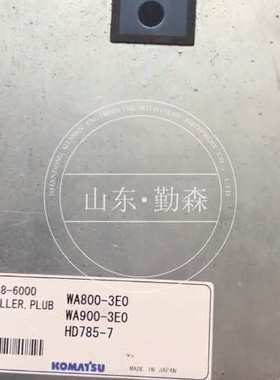 山东·勤森
8-6000
LLER.PLUB
WA800-3E0
WA900-3E0
HD785-7
KOMATSU
MADE IN JAPAN